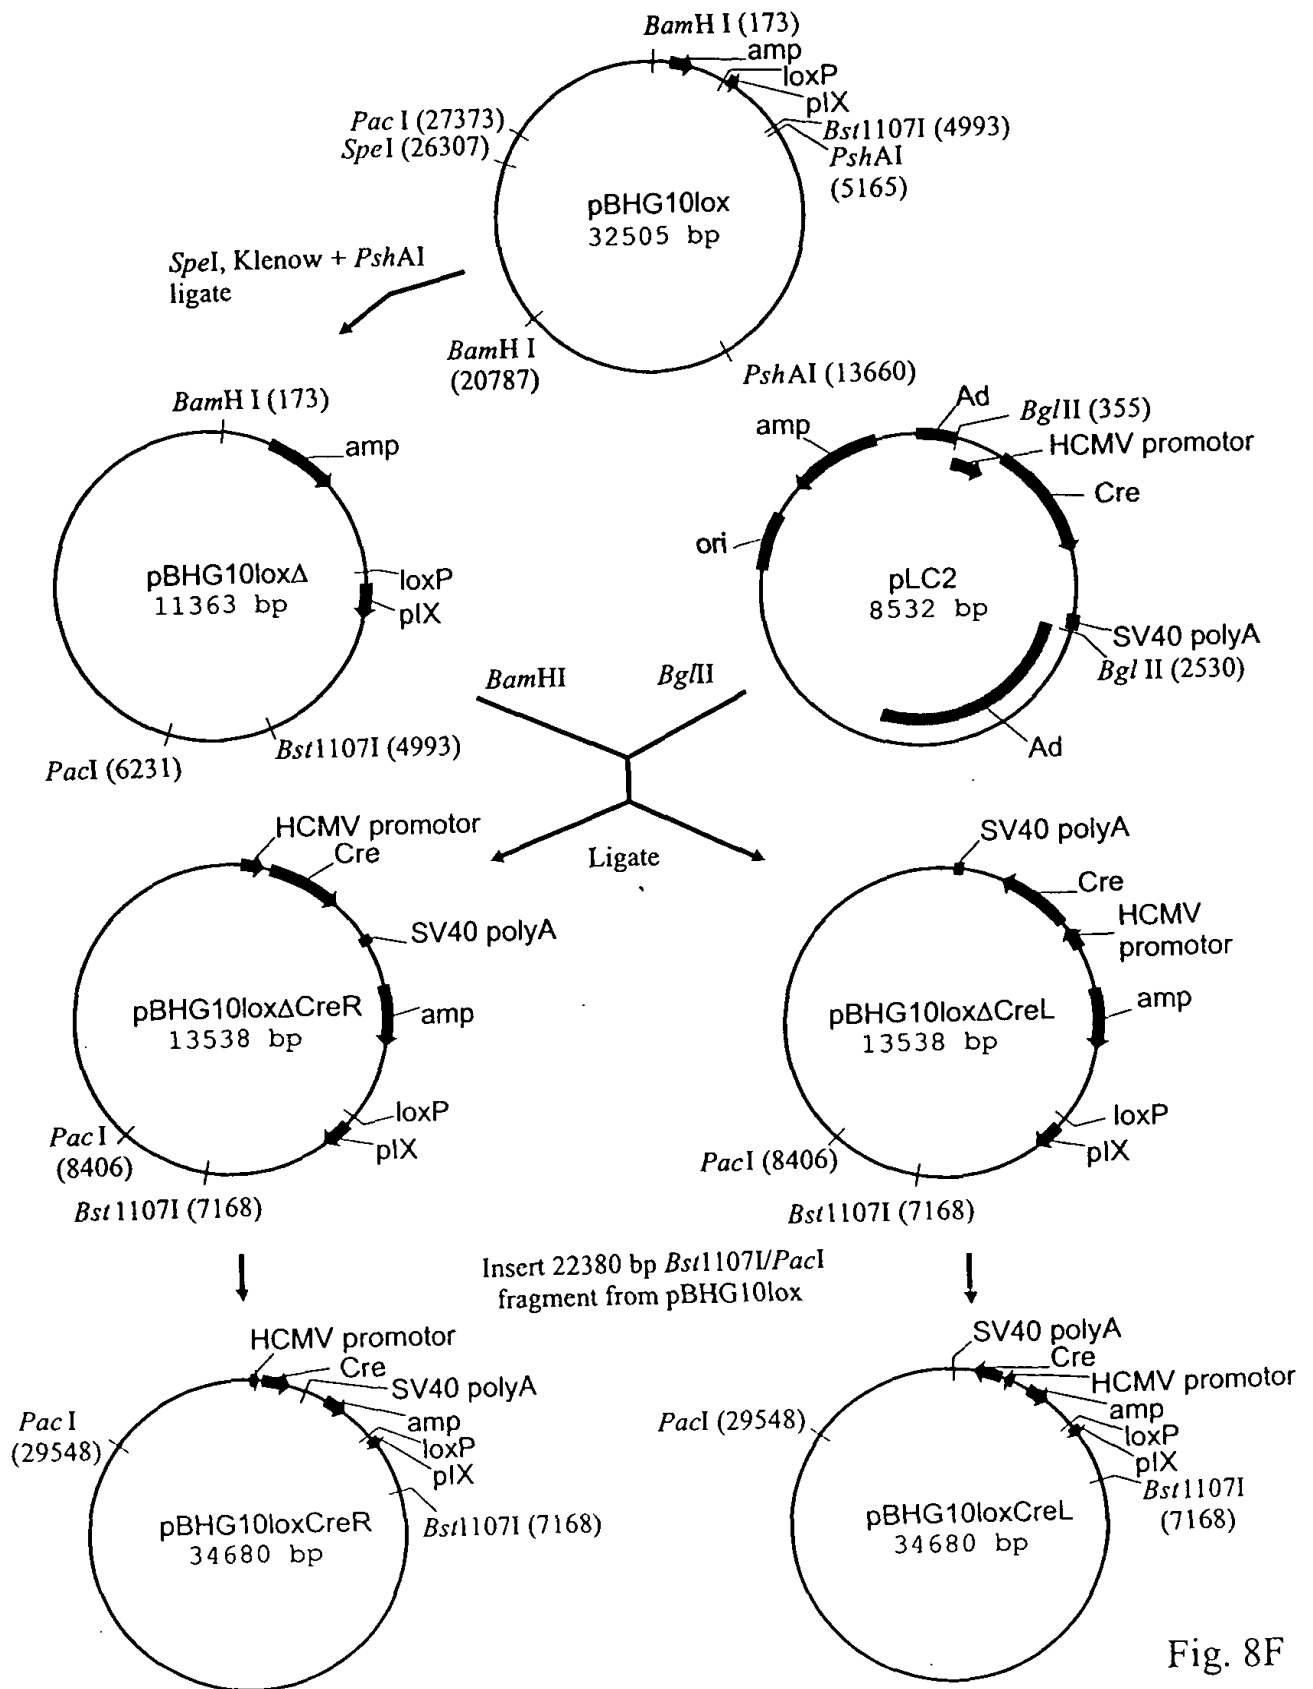 BamH I (173)
amp
loxP
pIX
Pac I (27373)
SpeI (26307)
Bst1107I (4993)
PshAI
(5165)
pBHG10lox
32505 bp
SpeI, Klenow + PshAI
ligate
BamH I
(20787)
PshAI (13660)
BamH I (173)
amp
loxP
pIX
pBHG10loxΔ
11363 bp
PacI (6231)
Bst1107I (4993)
amp
Ad
BglII (355)
HCMV promotor
Cre
ori
pLC2
8532 bp
SV40 polyA
Bgl II (2530)
Ad
BamHI
BglII
Ligate
HCMV promotor
Cre
SV40 polyA
pBHG10loxΔCreR
13538 bp
amp
loxP
pIX
Pac I
(8406)
Bst1107I (7168)
SV40 polyA
Cre
HCMV
promotor
pBHG10loxΔCreL
13538 bp
amp
loxP
pIX
PacI (8406)
Bst1107I (7168)
Insert 22380 bp Bst1107I/PacI
fragment from pBHG10lox
HCMV promotor
Cre
SV40 polyA
amp
loxP
pIX
Pac I
(29548)
Bst1107I (7168)
pBHG10loxCreR
34680 bp
SV40 polyA
Cre
HCMV promotor
amp
loxP
pIX
PacI (29548)
Bst1107I
(7168)
pBHG10loxCreL
34680 bp
Fig. 8F